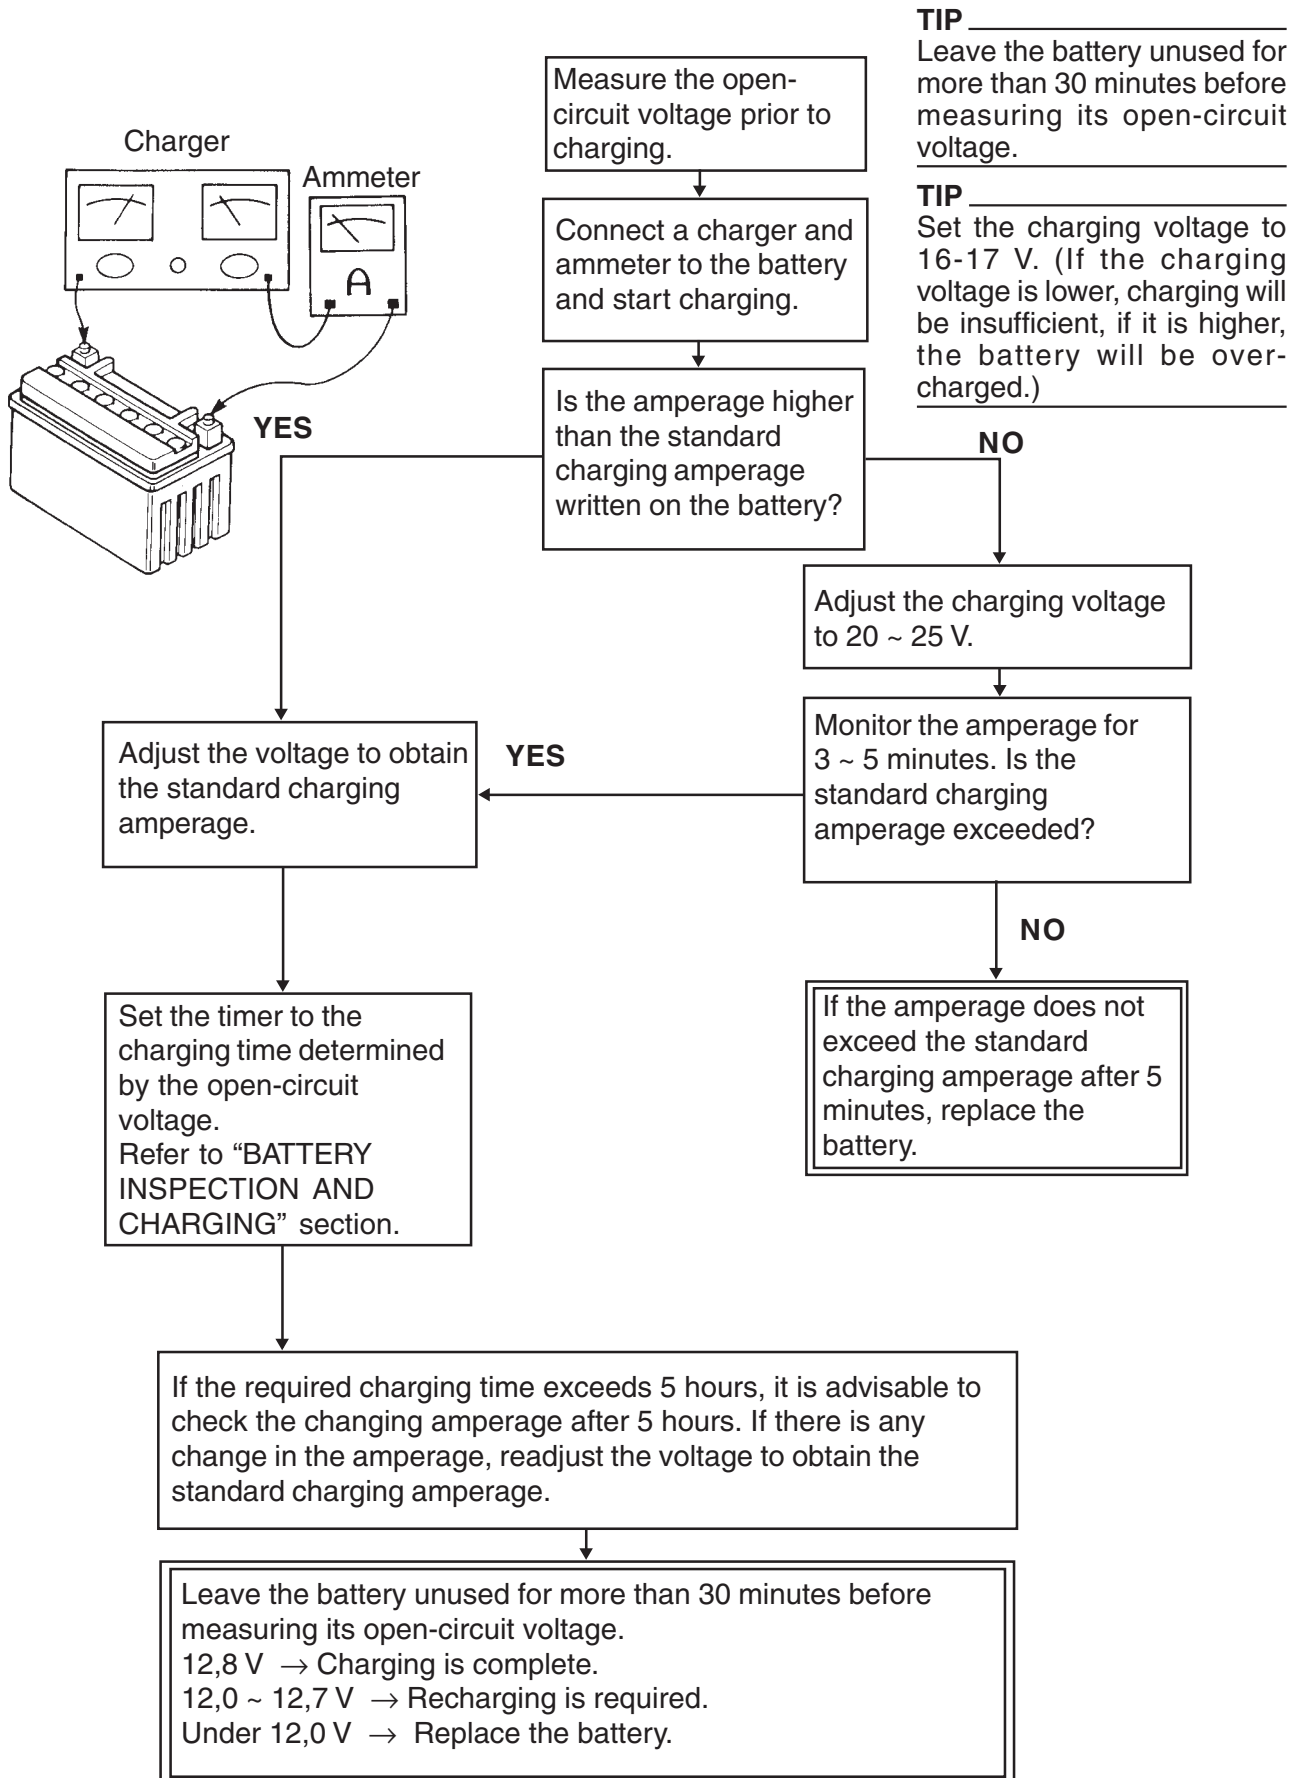 TIP
Leave the battery unused for
more than 30 minutes before
measuring its open-circuit
voltage.
TIP
Set the charging voltage to
16-17 V. (If the charging
voltage is lower, charging will
be insufficient, if it is higher,
the battery will be over-
charged.)
Charger
Ammeter
A
Measure the open-
circuit voltage prior to
charging.
Connect a charger and
ammeter to the battery
and start charging.
Is the amperage higher
than the standard
charging amperage
written on the battery?
YES
NO
Adjust the charging voltage
to 20 ~ 25 V.
Monitor the amperage for
3 ~ 5 minutes. Is the
standard charging
amperage exceeded?
YES
Adjust the voltage to obtain
the standard charging
amperage.
NO
If the amperage does not
exceed the standard
charging amperage after 5
minutes, replace the
battery.
Set the timer to the
charging time determined
by the open-circuit
voltage.
Refer to “BATTERY
INSPECTION AND
CHARGING” section.
If the required charging time exceeds 5 hours, it is advisable to
check the changing amperage after 5 hours. If there is any
change in the amperage, readjust the voltage to obtain the
standard charging amperage.
Leave the battery unused for more than 30 minutes before
measuring its open-circuit voltage.
12,8 V → Charging is complete.
12,0 ~ 12,7 V → Recharging is required.
Under 12,0 V → Replace the battery.